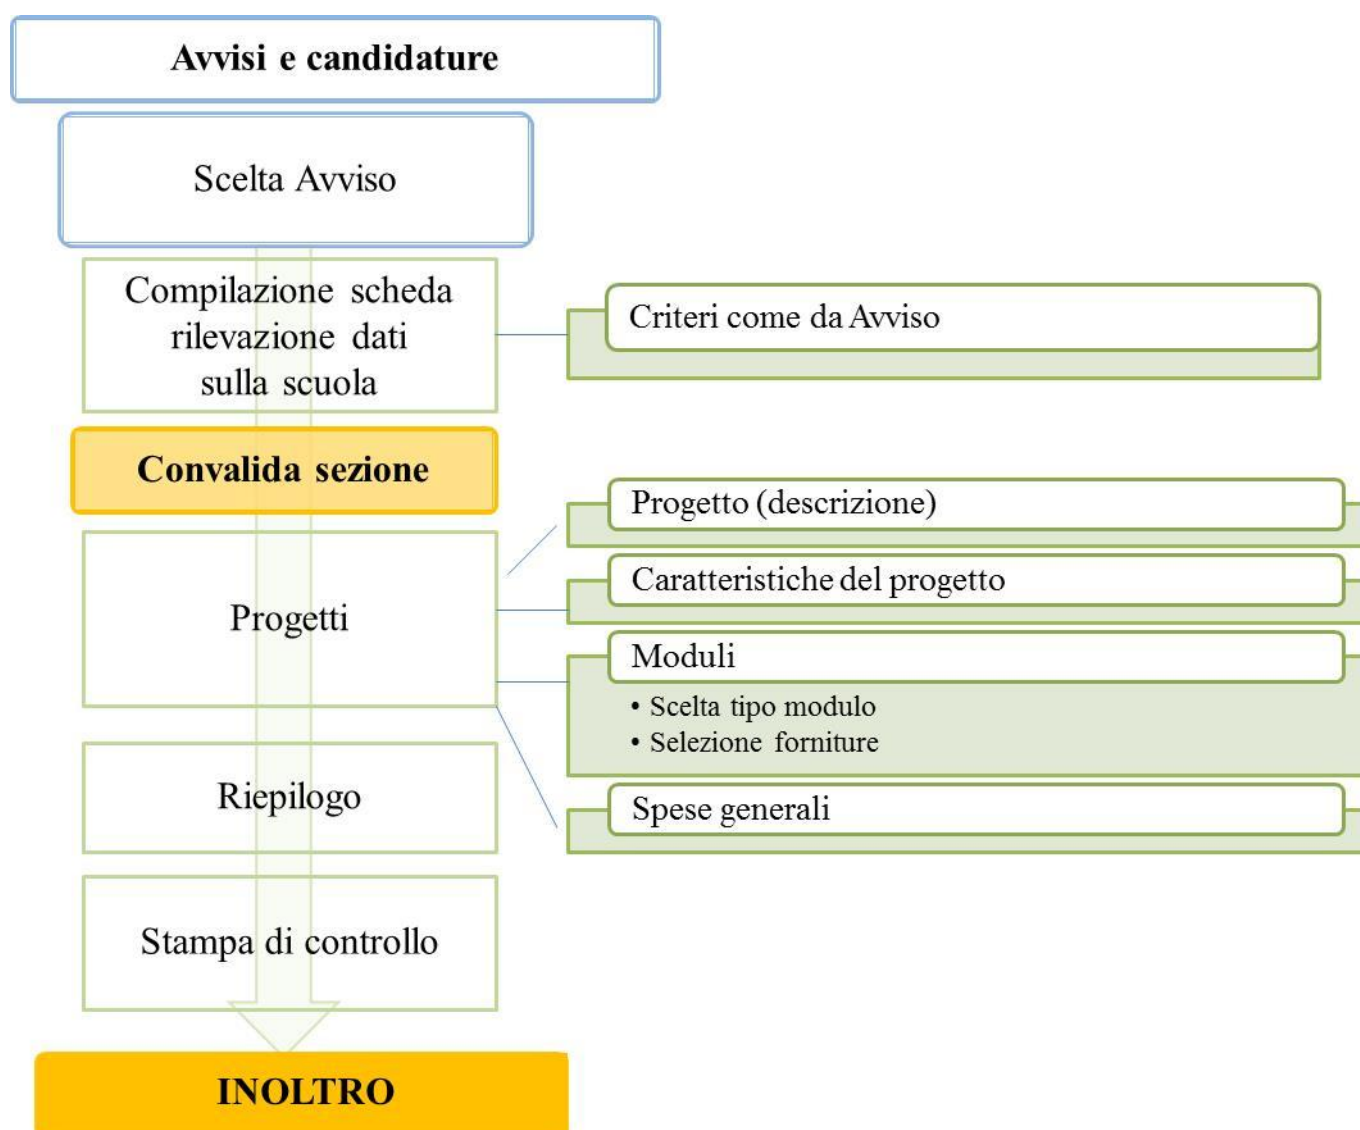 Avvisi e candidature
Scelta Avviso
Compilazione scheda
rilevazione dati
sulla scuola
Criteri come da Avviso
Convalida sezione
Progetti
Progetto (descrizione)
Caratteristiche del progetto
Moduli
• Scelta tipo modulo
• Selezione forniture
Spese generali
Riepilogo
Stampa di controllo
INOLTRO